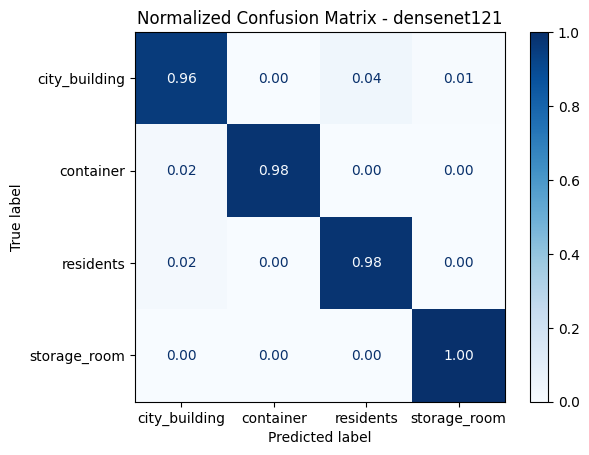 Normalized Confusion Matrix - densenet121
True label
city_building 0.96 0.00 0.04 0.01
container 0.02 0.98 0.00 0.00
residents 0.02 0.00 0.98 0.00
storage_room 0.00 0.00 0.00 1.00
city_building container residents storage_room
Predicted label
1.0
0.8
0.6
0.4
0.2
0.0